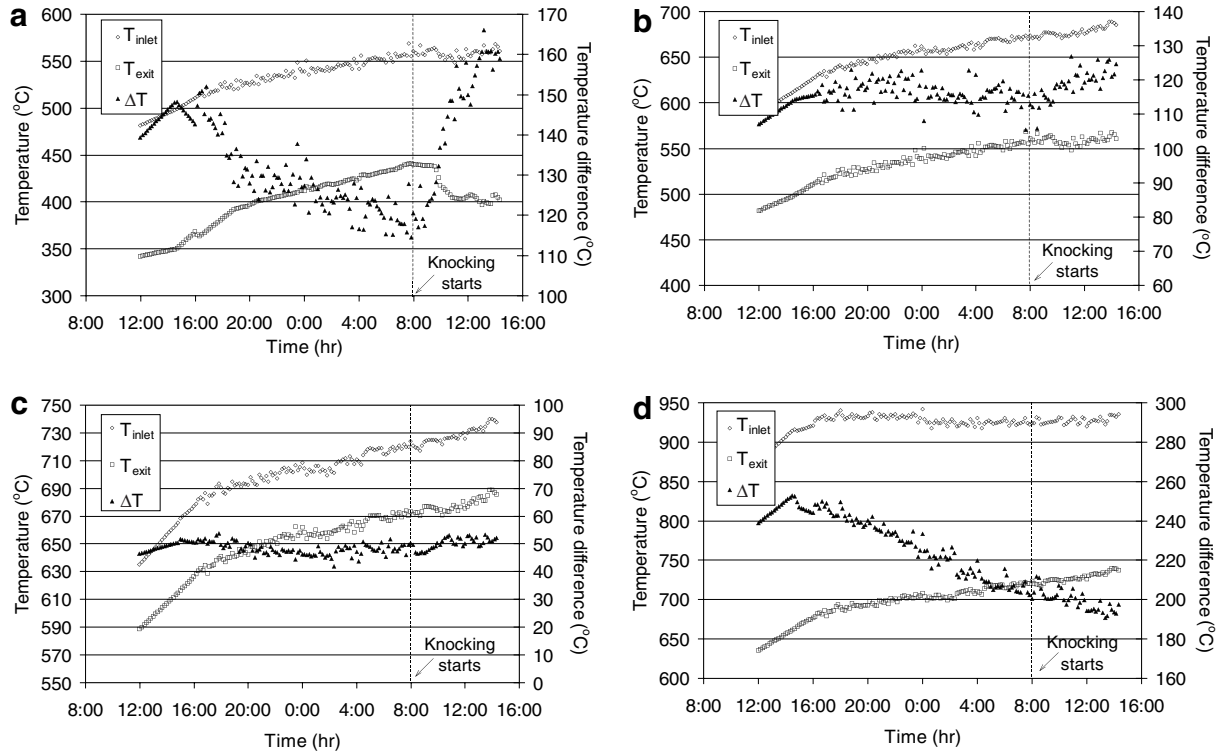 a
T inlet
T exit
ΔT
600
550
500
450
400
350
300
Temperature (°C)
170
160
150
140
130
120
110
100
Temperature difference (°C)
Knocking
starts
8:00 12:00 16:00 20:00 0:00 4:00 8:00 12:00 16:00
Time (hr)
b
T inlet
T exit
ΔT
700
650
600
550
500
450
400
Temperature (°C)
140
130
120
110
100
90
80
70
60
Temperature difference (°C)
Knocking
starts
8:00 12:00 16:00 20:00 0:00 4:00 8:00 12:00 16:00
Time (hr)
c
T inlet
T exit
ΔT
750
730
710
690
670
650
630
610
590
570
550
Temperature (°C)
100
90
80
70
60
50
40
30
20
10
0
Temperature difference (°C)
Knocking
starts
8:00 12:00 16:00 20:00 0:00 4:00 8:00 12:00 16:00
Time (hr)
d
T inlet
T exit
ΔT
950
900
850
800
750
700
650
600
Temperature (°C)
300
280
260
240
220
200
180
160
Temperature difference (°C)
Knocking
starts
8:00 12:00 16:00 20:00 0:00 4:00 8:00 12:00 16:00
Time (hr)